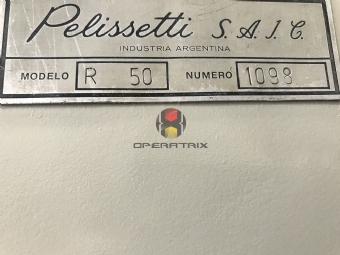 Pelissetti S.A.I.C.
INDUSTRIA ARGENTINA
MODELO R 50 NUMERO 1098
OPERATRIX